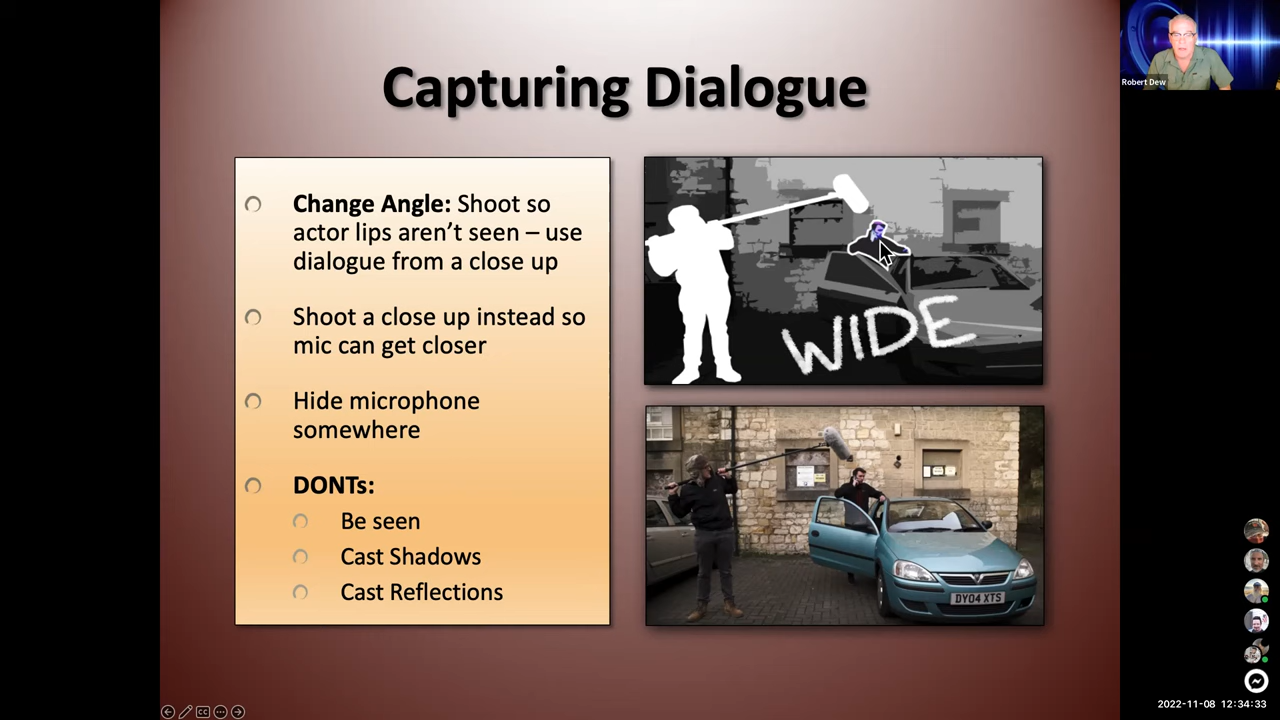 Capturing Dialogue
Robert Dew
Change Angle: Shoot so
actor lips aren’t seen – use
dialogue from a close up
Shoot a close up instead so
mic can get closer
Hide microphone
somewhere
DONTs:
Be seen
Cast Shadows
Cast Reflections
WIDE
DY04 XTS
CC
2022-11-08 12:34:33